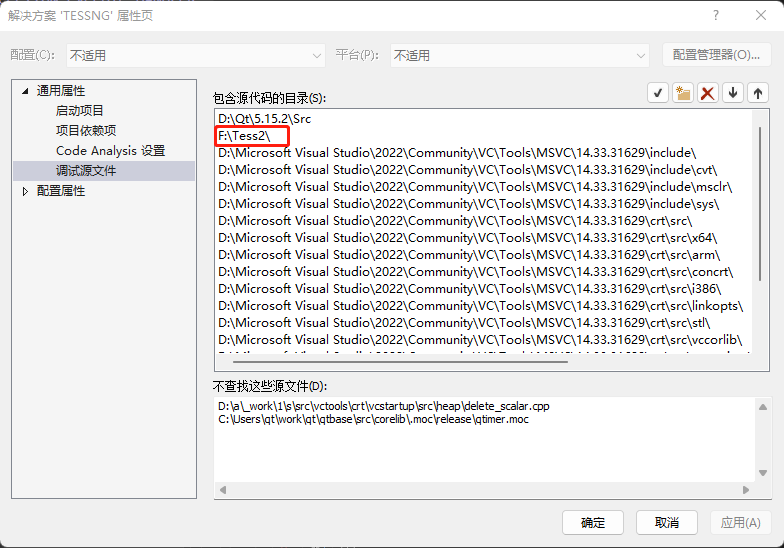 解决方案 'TESSNG' 属性页
配置(C): 不适用 平台(P): 不适用 配置管理器(O)...
通用属性
启动项目
项目依赖项
Code Analysis 设置
调试源文件
配置属性
包含源代码的目录(S):
D:\Qt\5.15.2\Src
F:\Tess2\
D:\Microsoft Visual Studio\2022\Community\VC\Tools\MSVC\14.33.31629\include\
D:\Microsoft Visual Studio\2022\Community\VC\Tools\MSVC\14.33.31629\include\cvt\
D:\Microsoft Visual Studio\2022\Community\VC\Tools\MSVC\14.33.31629\include\msclr\
D:\Microsoft Visual Studio\2022\Community\VC\Tools\MSVC\14.33.31629\include\sys\
D:\Microsoft Visual Studio\2022\Community\VC\Tools\MSVC\14.33.31629\crt\src\
D:\Microsoft Visual Studio\2022\Community\VC\Tools\MSVC\14.33.31629\crt\src\x64\
D:\Microsoft Visual Studio\2022\Community\VC\Tools\MSVC\14.33.31629\crt\src\arm\
D:\Microsoft Visual Studio\2022\Community\VC\Tools\MSVC\14.33.31629\crt\src\concrt\
D:\Microsoft Visual Studio\2022\Community\VC\Tools\MSVC\14.33.31629\crt\src\i386\
D:\Microsoft Visual Studio\2022\Community\VC\Tools\MSVC\14.33.31629\crt\src\linkopts\
D:\Microsoft Visual Studio\2022\Community\VC\Tools\MSVC\14.33.31629\crt\src\stl\
D:\Microsoft Visual Studio\2022\Community\VC\Tools\MSVC\14.33.31629\crt\src\vccorlib\
不查找这些源文件(D):
D:\a\_work\1\s\src\vctools\crt\vcstartup\src\heap\delete_scalar.cpp
C:\Users\qt\work\qt\qtbase\src\corelib\.moc\release\qtimer.moc
确定 取消 应用(A)